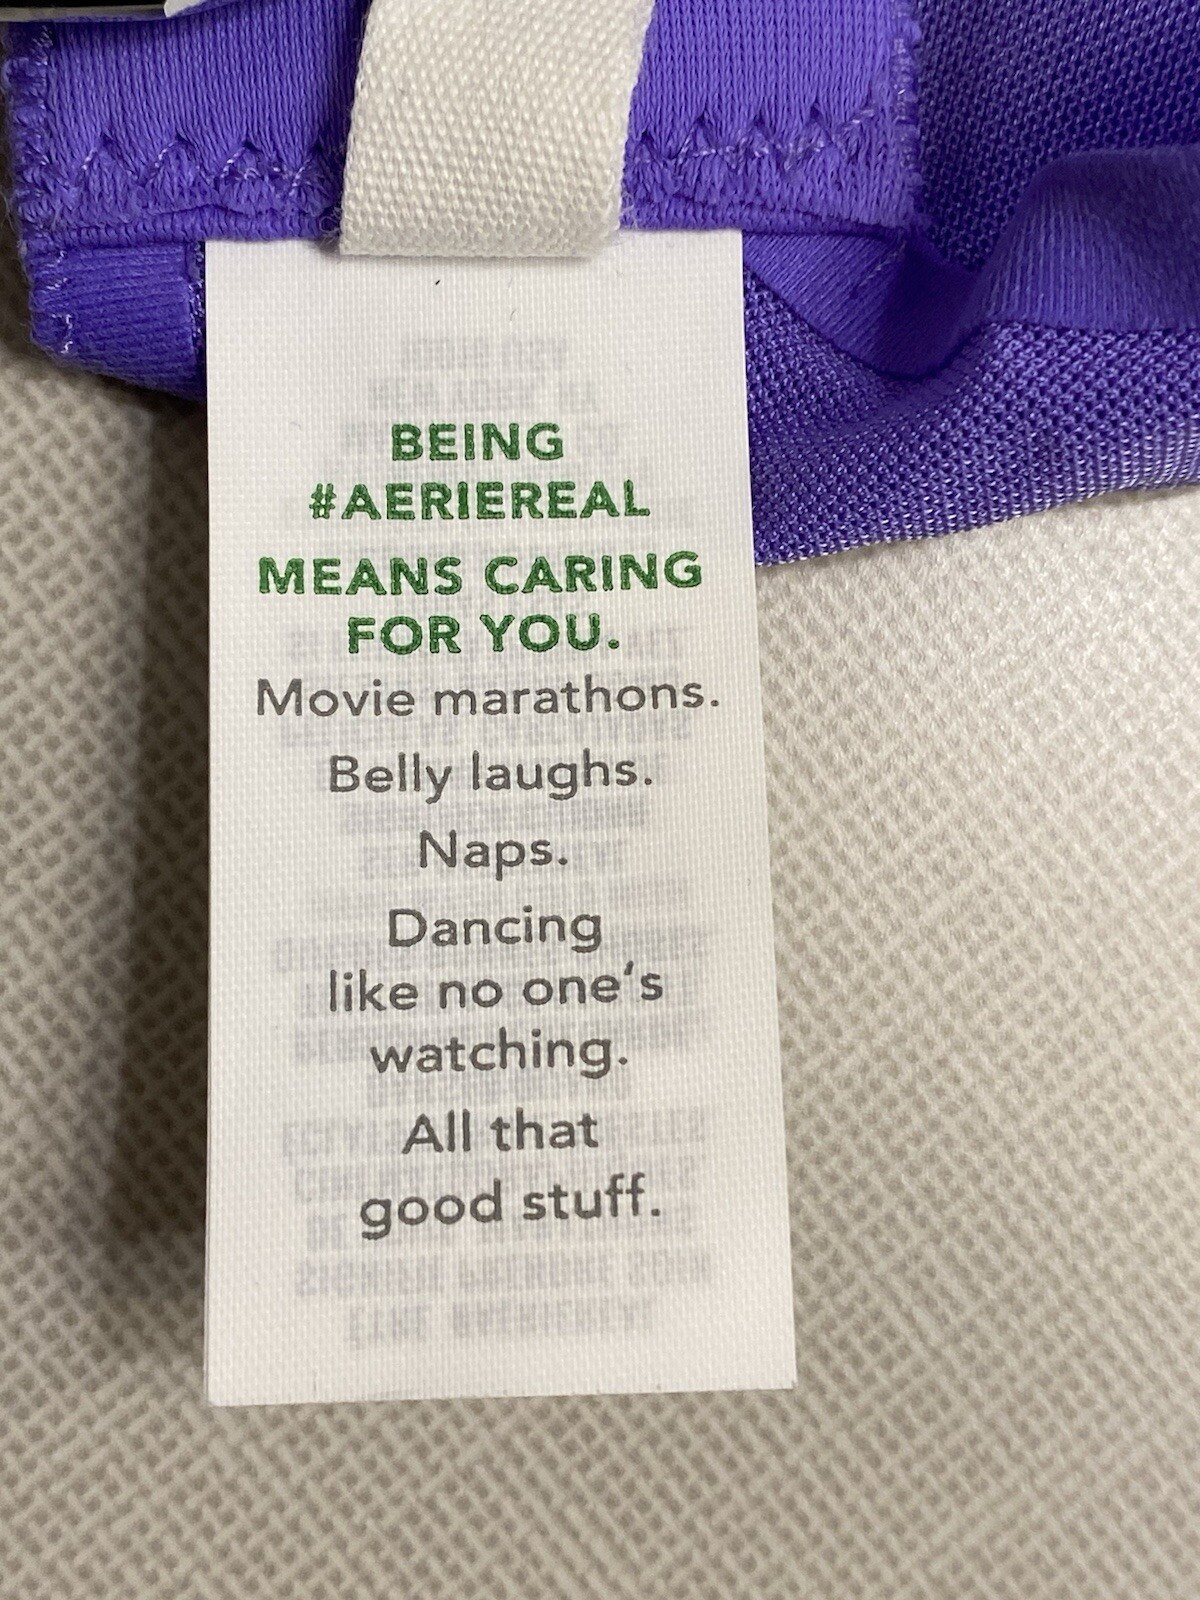 BEING
#AERIEREAL
MEANS CARING
FOR YOU.
Movie marathons.
Belly laughs.
Naps.
Dancing
like no one's
watching.
All that
good stuff.